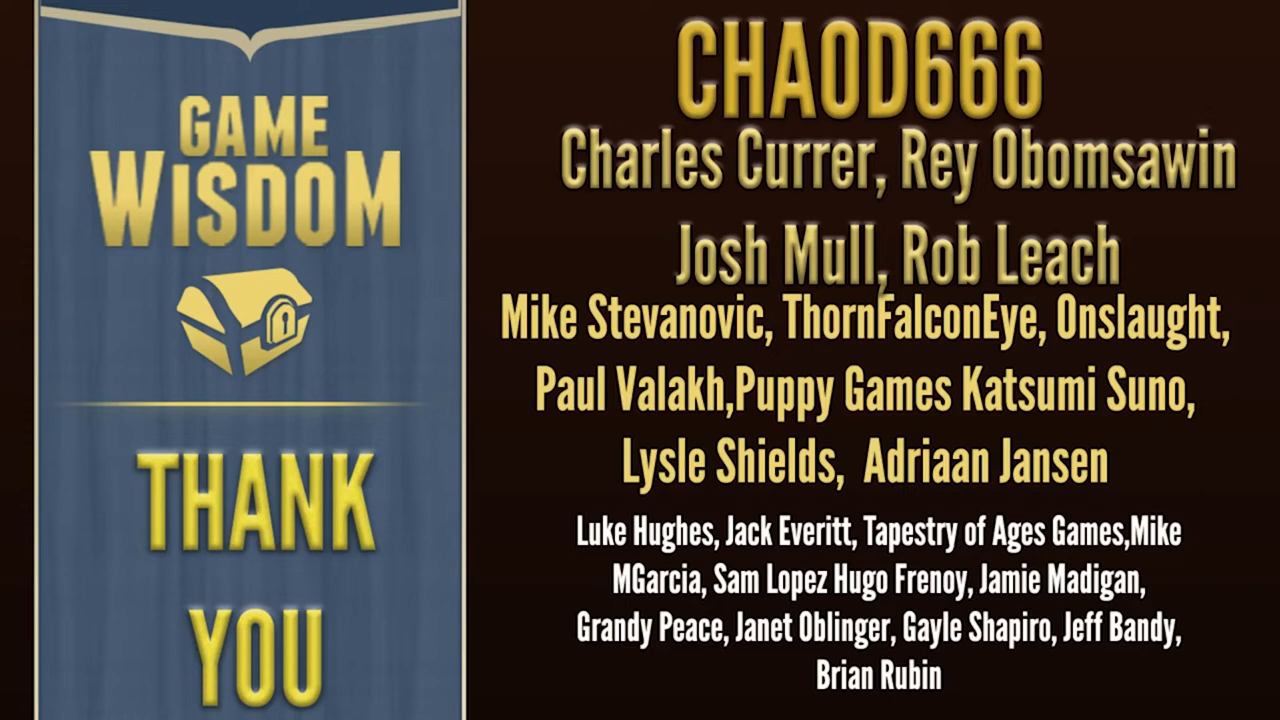 GAME
WISDOM
THANK
YOU
CHAOD666
Charles Currer, Rey Obomsawin
Josh Mull, Rob Leach
Mike Stevanovic, ThornFalconEye, Onslaught,
Paul Valakh,Puppy Games Katsumi Suno,
Lysle Shields, Adriaan Jansen
Luke Hughes, Jack Everitt, Tapestry of Ages Games,Mike
MGarcia, Sam Lopez Hugo Frenoy, Jamie Madigan,
Grandy Peace, Janet Oblinger, Gayle Shapiro, Jeff Bandy,
Brian Rubin